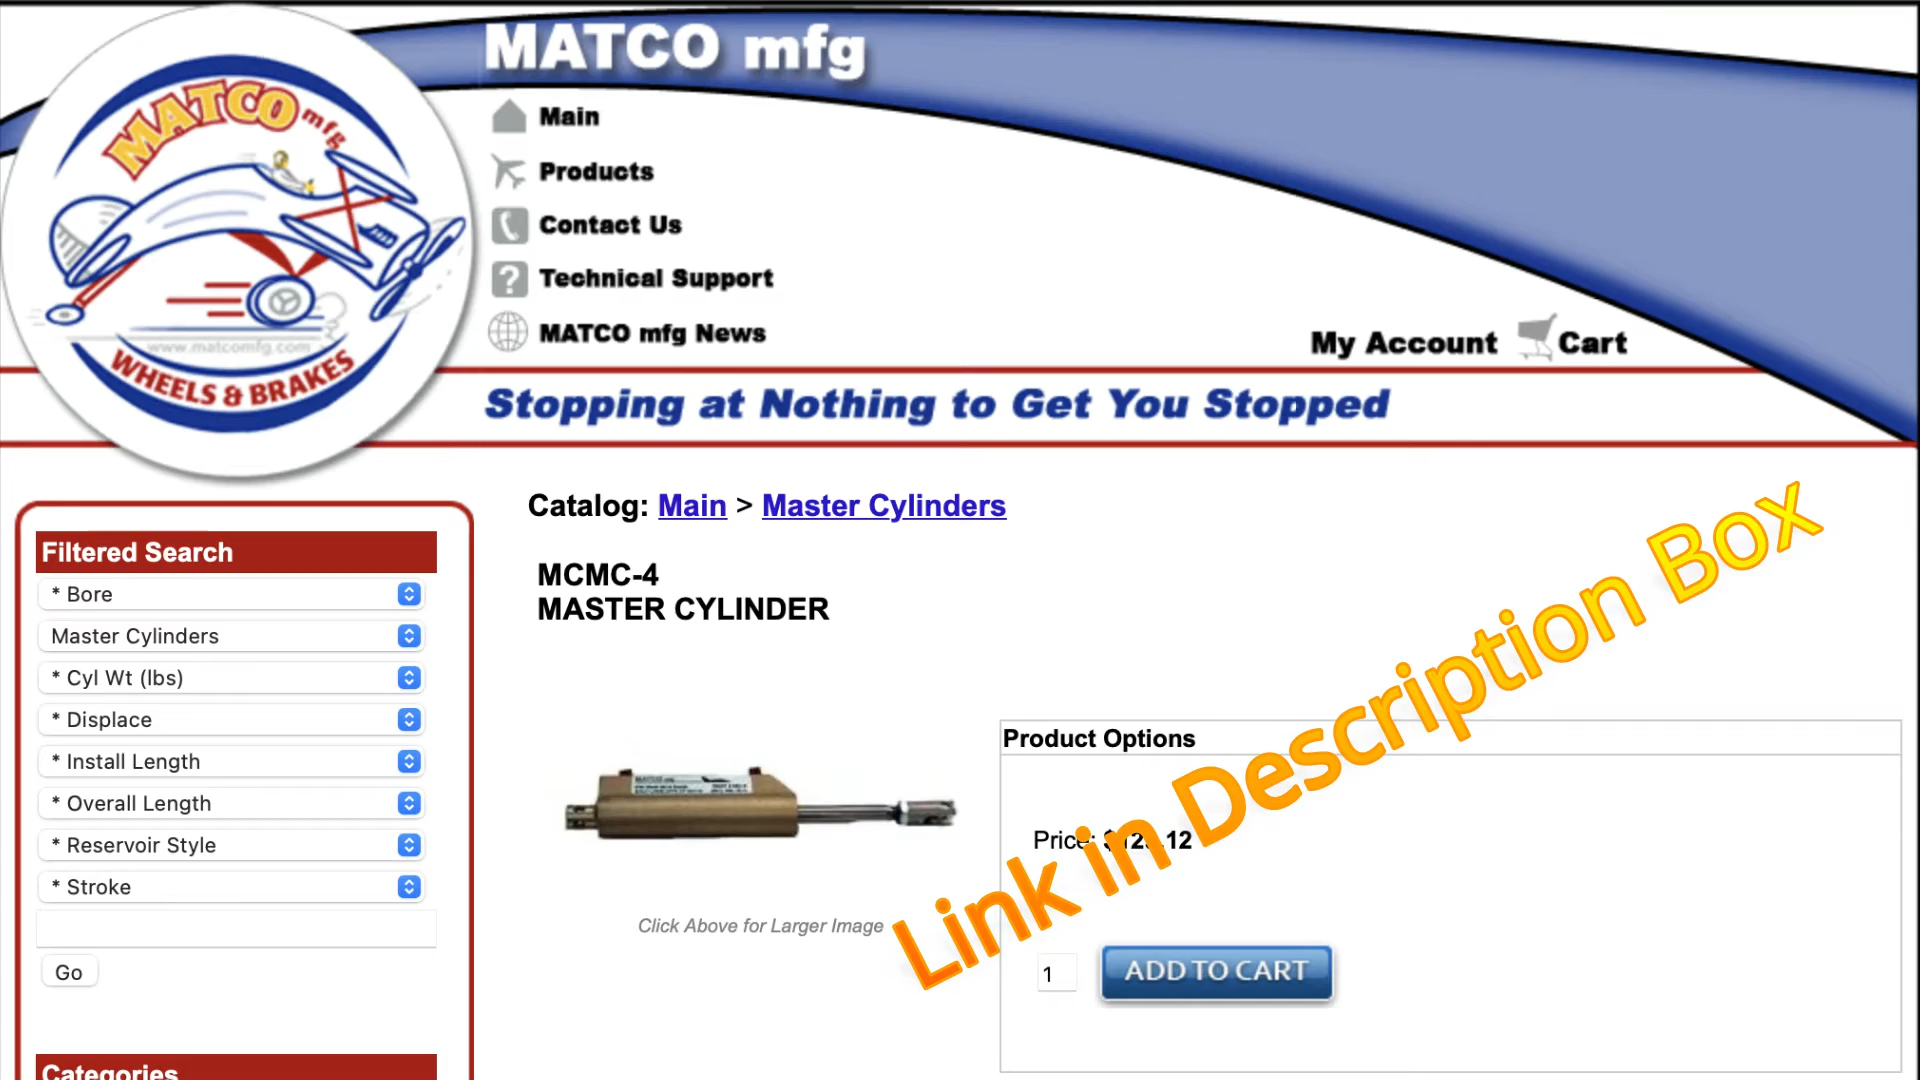 MATCO mfg
MATCO mfg
www.matcomfg.com
WHEELS & BRAKES
Main
Products
Contact Us
Technical Support
MATCO mfg News
My Account
Cart
Stopping at Nothing to Get You Stopped
Catalog: Main > Master Cylinders
MCMC-4
MASTER CYLINDER
Filtered Search
* Bore
Master Cylinders
* Cyl Wt (lbs)
* Displace
* Install Length
* Overall Length
* Reservoir Style
* Stroke
Go
Categories
Click Above for Larger Image
Product Options
Price:
1
ADD TO CART
Link in Description Box